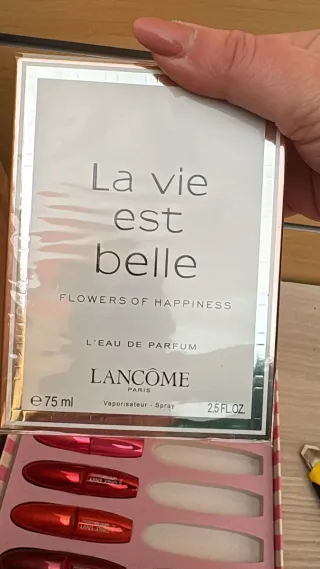 La vie
est
belle
FLOWERS OF HAPPINESS
L'EAU DE PARFUM
LANCÔME
PARIS
℮75 ml Vaporisateur - Spray 2,5 FL.OZ.